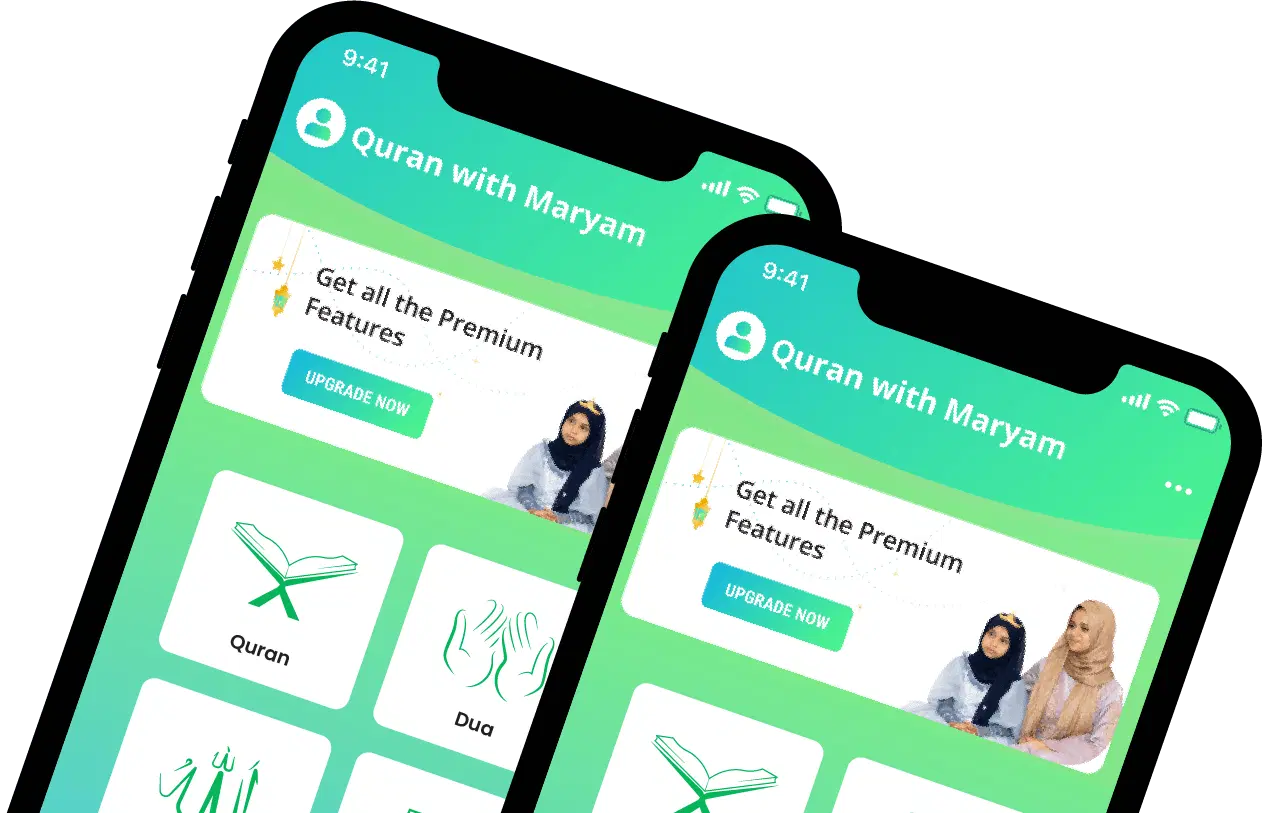 9:41
Quran with Maryam
Get all the Premium
Features
UPGRADE NOW
Quran
Dua
9:41
Quran with Maryam
Get all the Premium
Features
UPGRADE NOW